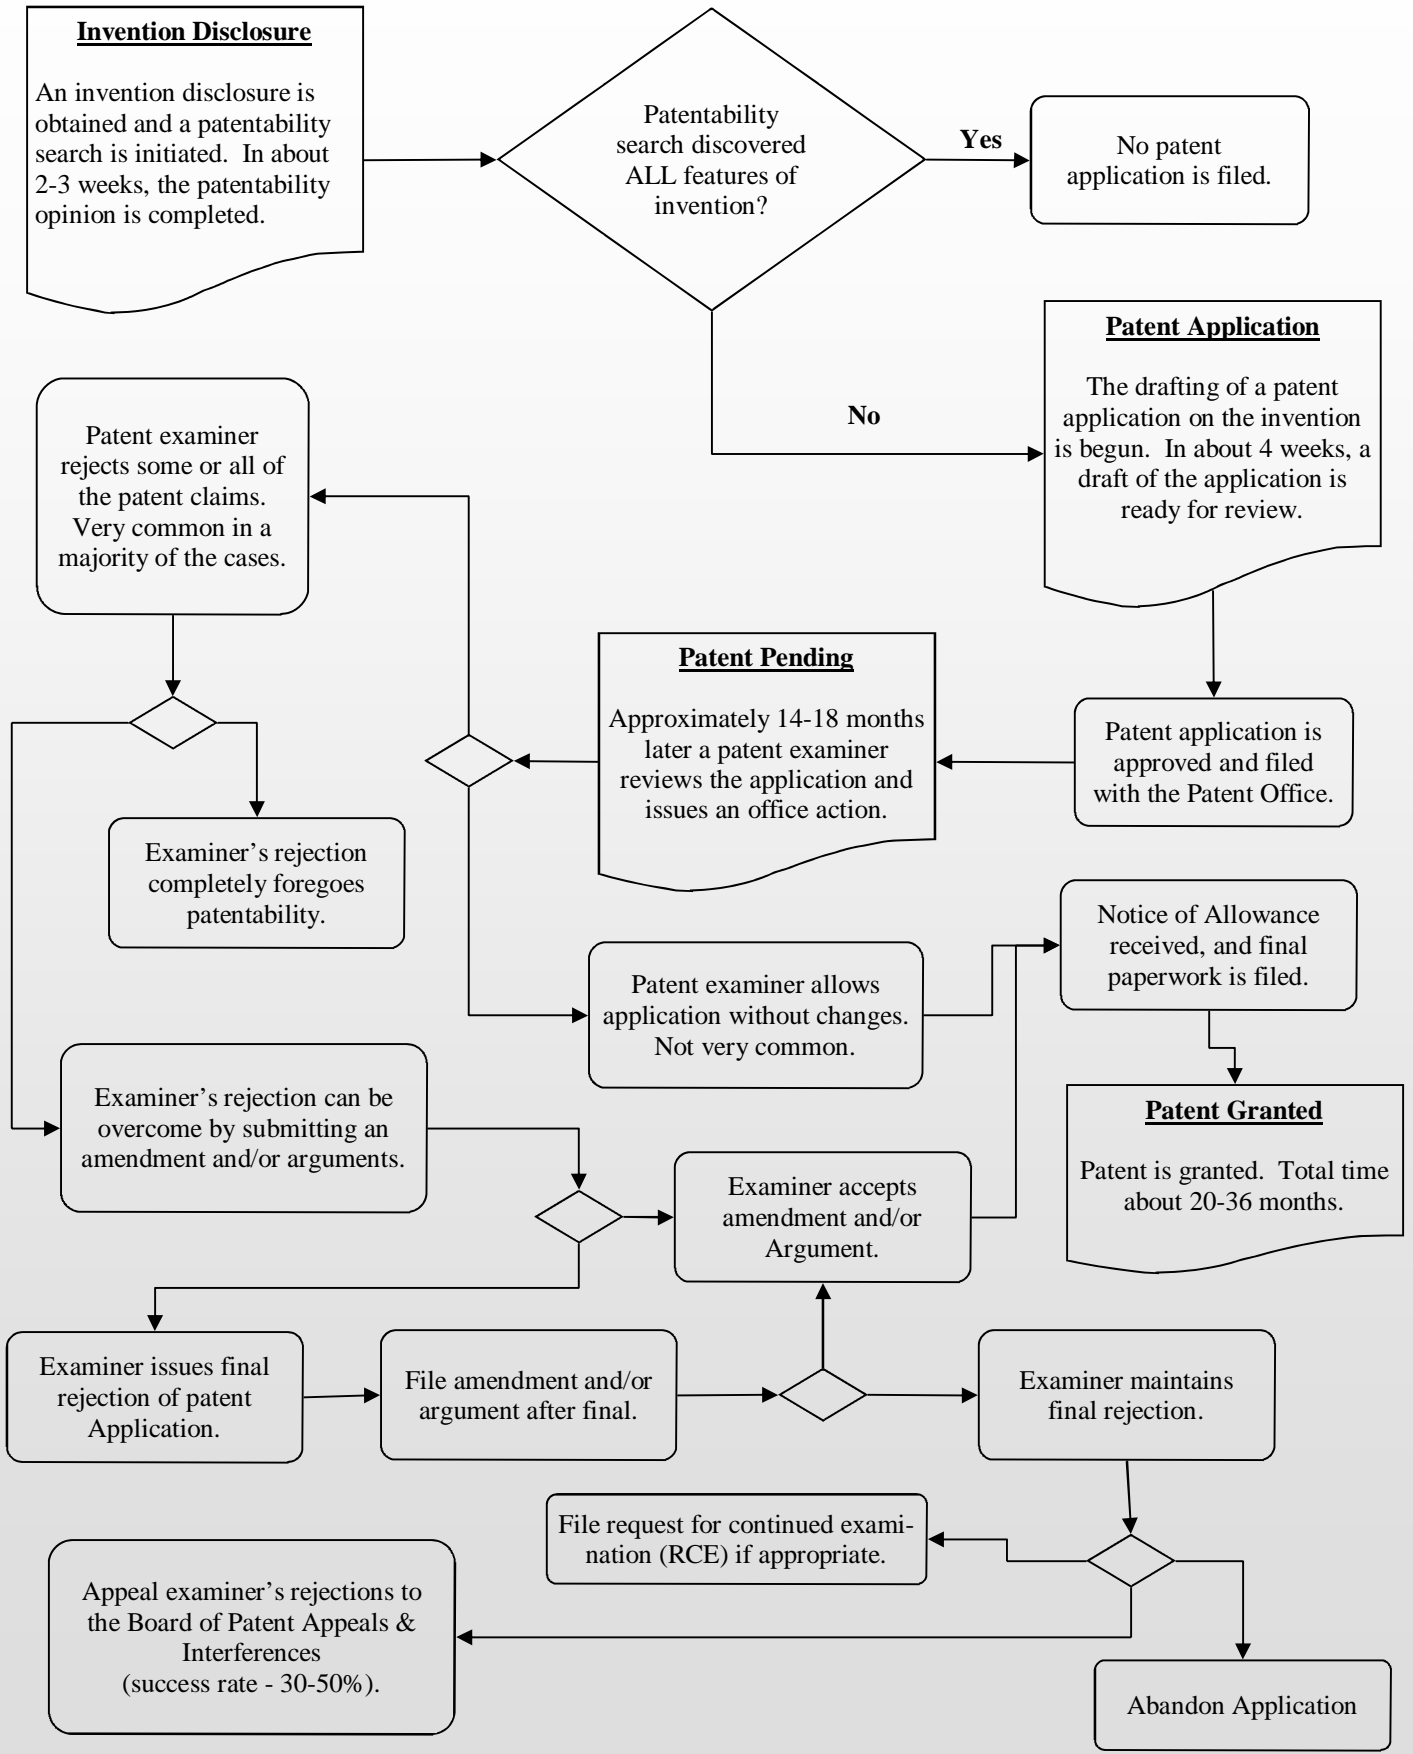 Invention Disclosure
An invention disclosure is
obtained and a patentability
search is initiated.  In about
2-3 weeks, the patentability
opinion is completed.
Patentability
search discovered
ALL features of
invention?
Yes
No patent
application is filed.
No
Patent Application
The drafting of a patent
application on the invention
is begun.  In about 4 weeks, a
draft of the application is
ready for review.
Patent examiner
rejects some or all of
the patent claims.
Very common in a
majority of the cases.
Patent Pending
Approximately 14-18 months
later a patent examiner
reviews the application and
issues an office action.
Patent application is
approved and filed
with the Patent Office.
Examiner’s rejection
completely foregoes
patentability.
Notice of Allowance
received, and final
paperwork is filed.
Patent examiner allows
application without changes.
Not very common.
Examiner’s rejection can be
overcome by submitting an
amendment and/or arguments.
Patent Granted
Patent is granted.  Total time
about 20-36 months.
Examiner accepts
amendment and/or
Argument.
Examiner issues final
rejection of patent
Application.
File amendment and/or
argument after final.
Examiner maintains
final rejection.
File request for continued exami-
nation (RCE) if appropriate.
Appeal examiner’s rejections to
the Board of Patent Appeals &
Interferences
(success rate - 30-50%).
Abandon Application